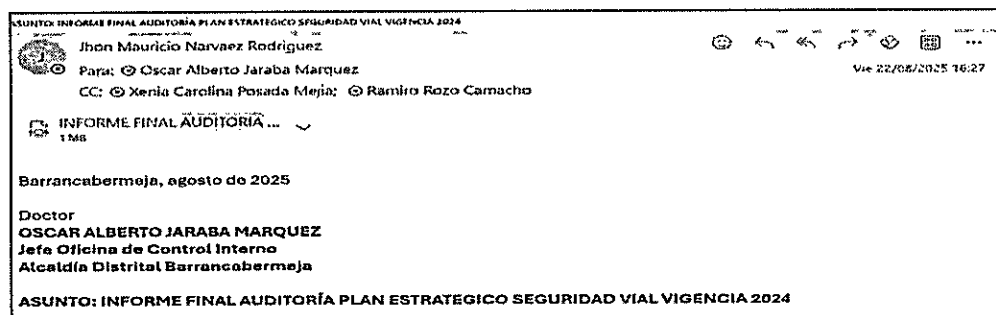 ASUNTO: INFORME FINAL AUDITORÍA PLAN ESTRATEGICO SEGURIDAD VIAL VIGENCIA 2024
Jhon Mauricio Narvaez Rodriguez
Para: Oscar Alberto Jaraba Marquez
Vie 22/08/2025 16:27
CC: Xenia Carolina Posada Mejia; Ramiro Rozo Camacho
INFORME FINAL AUDITORÍA ...
1 MB
Barrancabermeja, agosto de 2025
Doctor
OSCAR ALBERTO JARABA MARQUEZ
Jefe Oficina de Control Interno
Alcaldía Distrital Barrancabermeja
ASUNTO: INFORME FINAL AUDITORÍA PLAN ESTRATEGICO SEGURIDAD VIAL VIGENCIA 2024